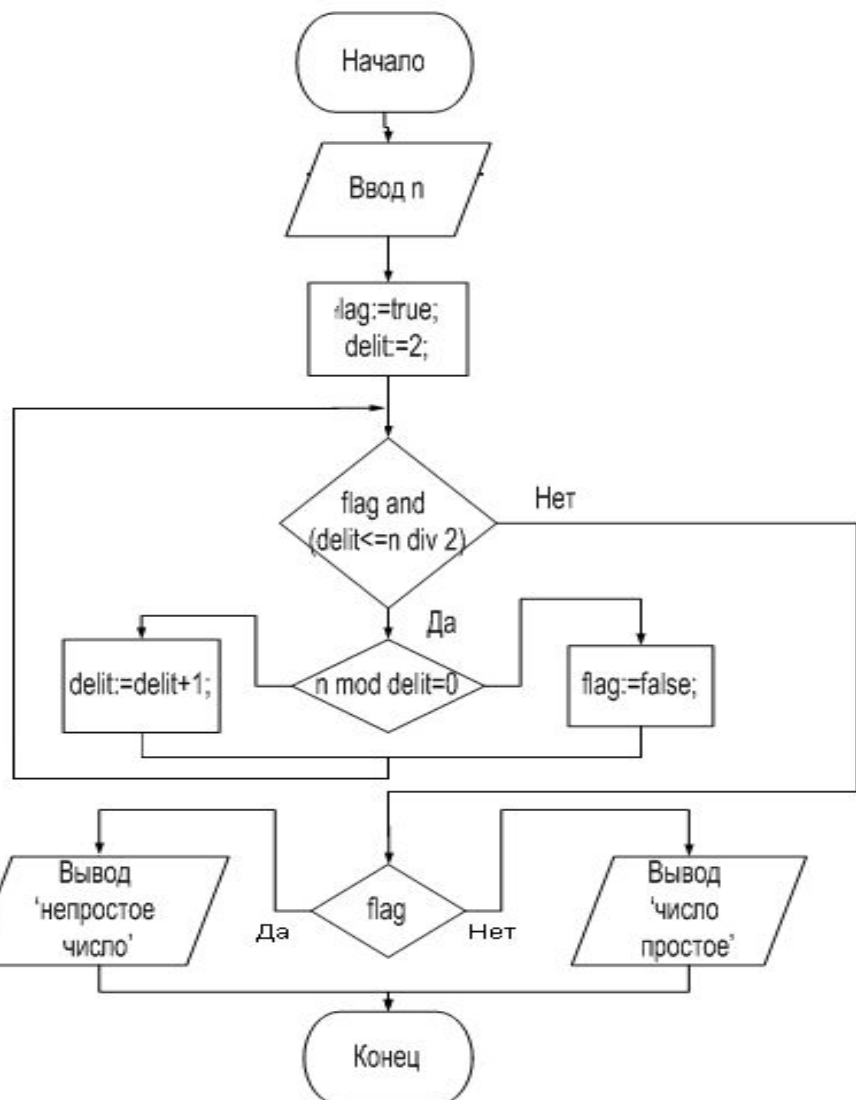 Начало
Ввод n
flag:=true;
delit:=2;
flag and
(delit<=n div 2)
Нет
Да
delit:=delit+1;
n mod delit=0
flag:=false;
Вывод
‘непростое
число’
Да
flag
Нет
Вывод
‘число
простое’
Конец